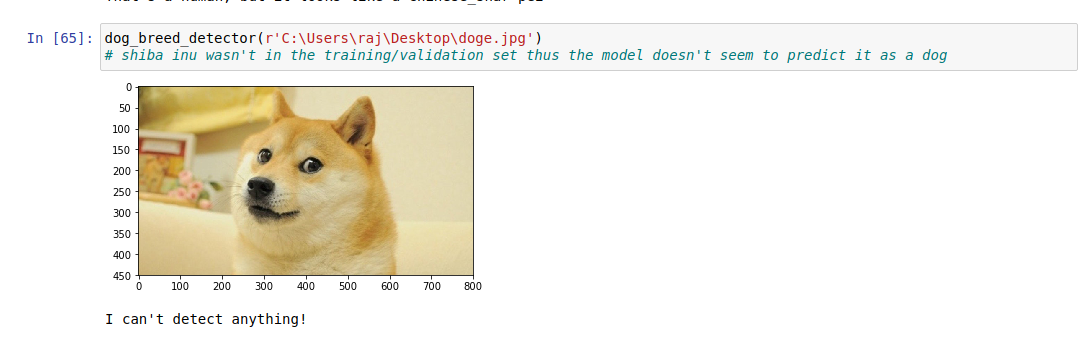 In [65]: dog_breed_detector(r'C:\Users\raj\Desktop\doge.jpg')
# shiba inu wasn't in the training/validation set thus the model doesn't seem to predict it as a dog
0
50
100
150
200
250
300
350
400
450
0 100 200 300 400 500 600 700 800
I can't detect anything!